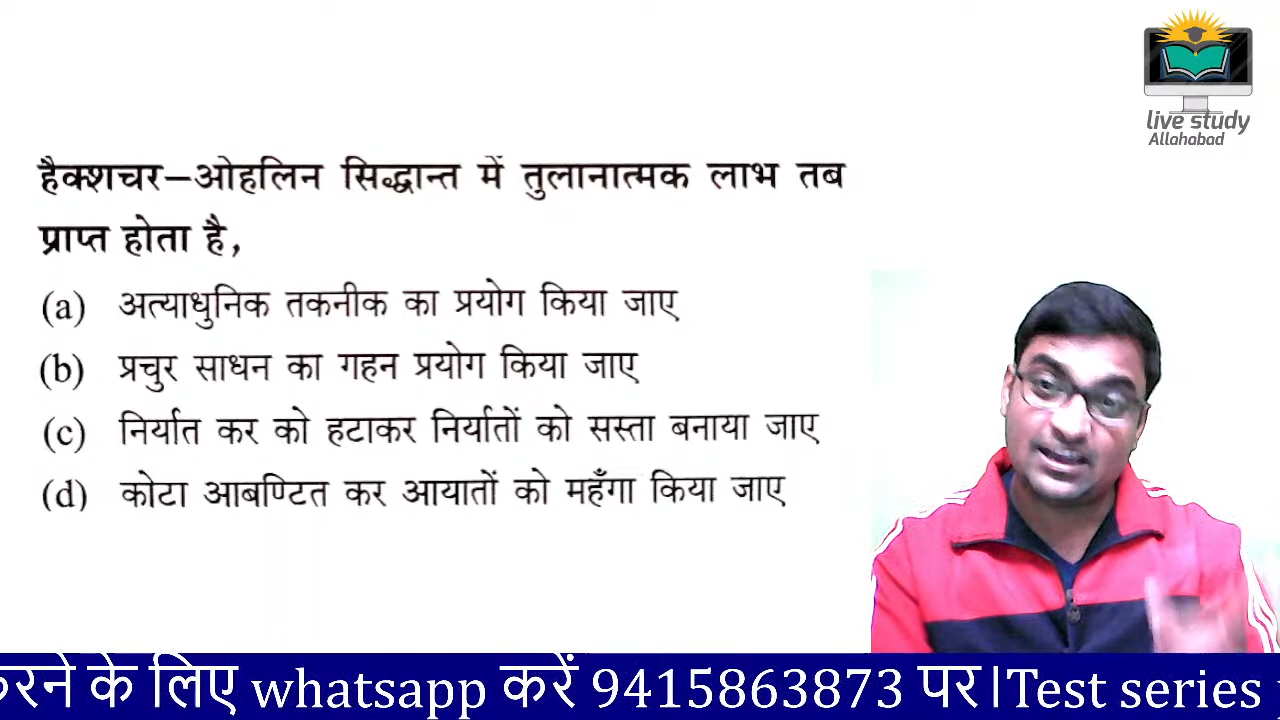 live study
Allahabad
हैक्शचर–ओहलिन सिद्धान्त में तुलानात्मक लाभ तब
प्राप्त होता है,
(a) अत्याधुनिक तकनीक का प्रयोग किया जाए
(b) प्रचुर साधन का गहन प्रयोग किया जाए
(c) निर्यात कर को हटाकर निर्यातों को सस्ता बनाया जाए
(d) कोटा आबण्टित कर आयातों को महँगा किया जाए
करने के लिए whatsapp करें 9415863873 पर।Test series